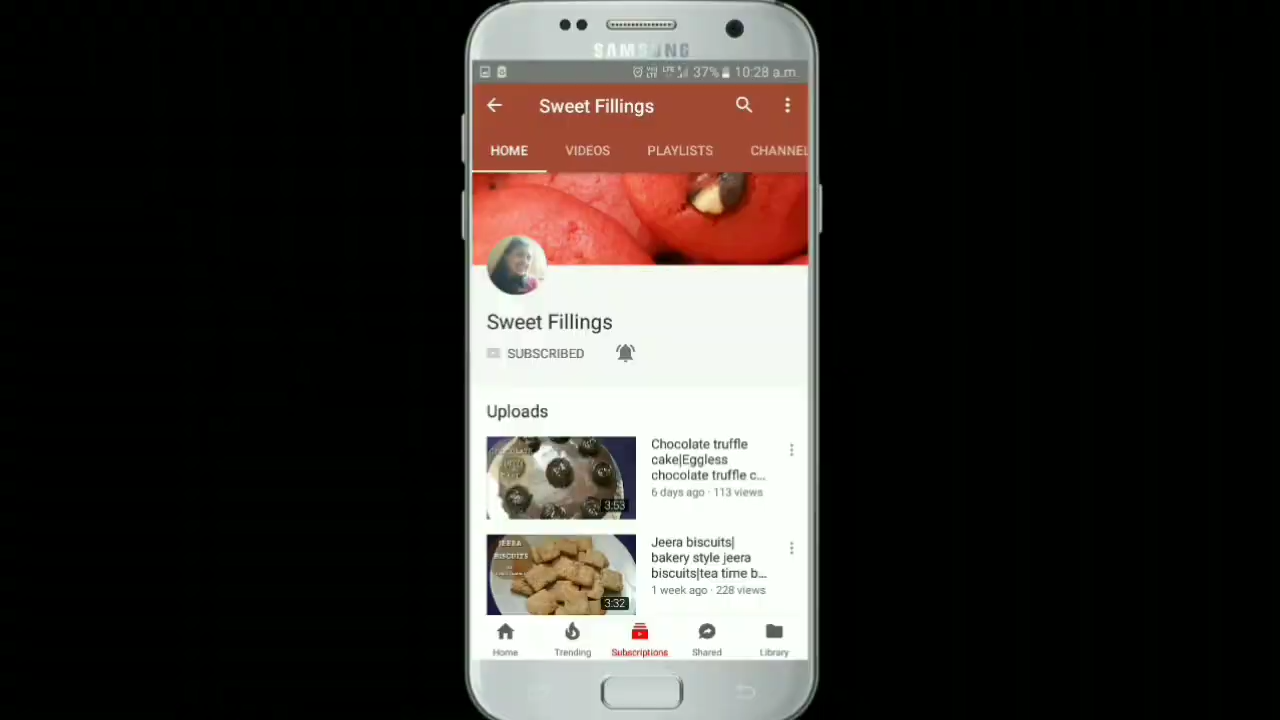 SAMSUNG
LTE 37% 10:28 a.m.
Sweet Fillings
HOME VIDEOS PLAYLISTS CHANNEL
Sweet Fillings
SUBSCRIBED
Uploads
Chocolate truffle
cake|Eggless
chocolate truffle c...
6 days ago · 113 views
3:53
JEERA
BISCUITS
Jeera biscuits|
bakery style jeera
biscuits|tea time b...
1 week ago · 228 views
3:32
Home Trending Subscriptions Shared Library